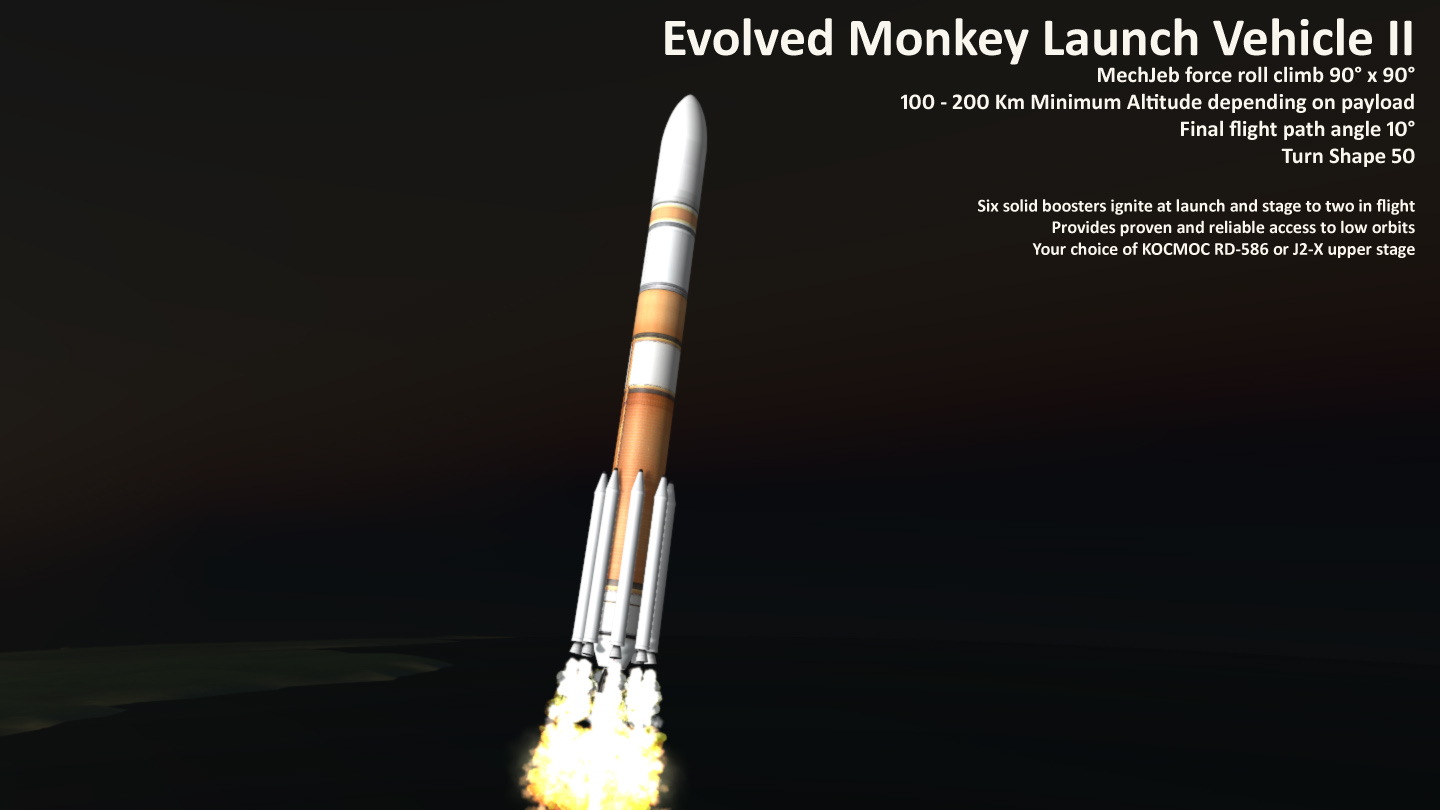 Evolved Monkey Launch Vehicle II
MechJeb force roll climb 90° x 90°
100 - 200 Km Minimum Altitude depending on payload
Final flight path angle 10°
Turn Shape 50
Six solid boosters ignite at launch and stage to two in flight
Provides proven and reliable access to low orbits
Your choice of KOCMOC RD-586 or J2-X upper stage